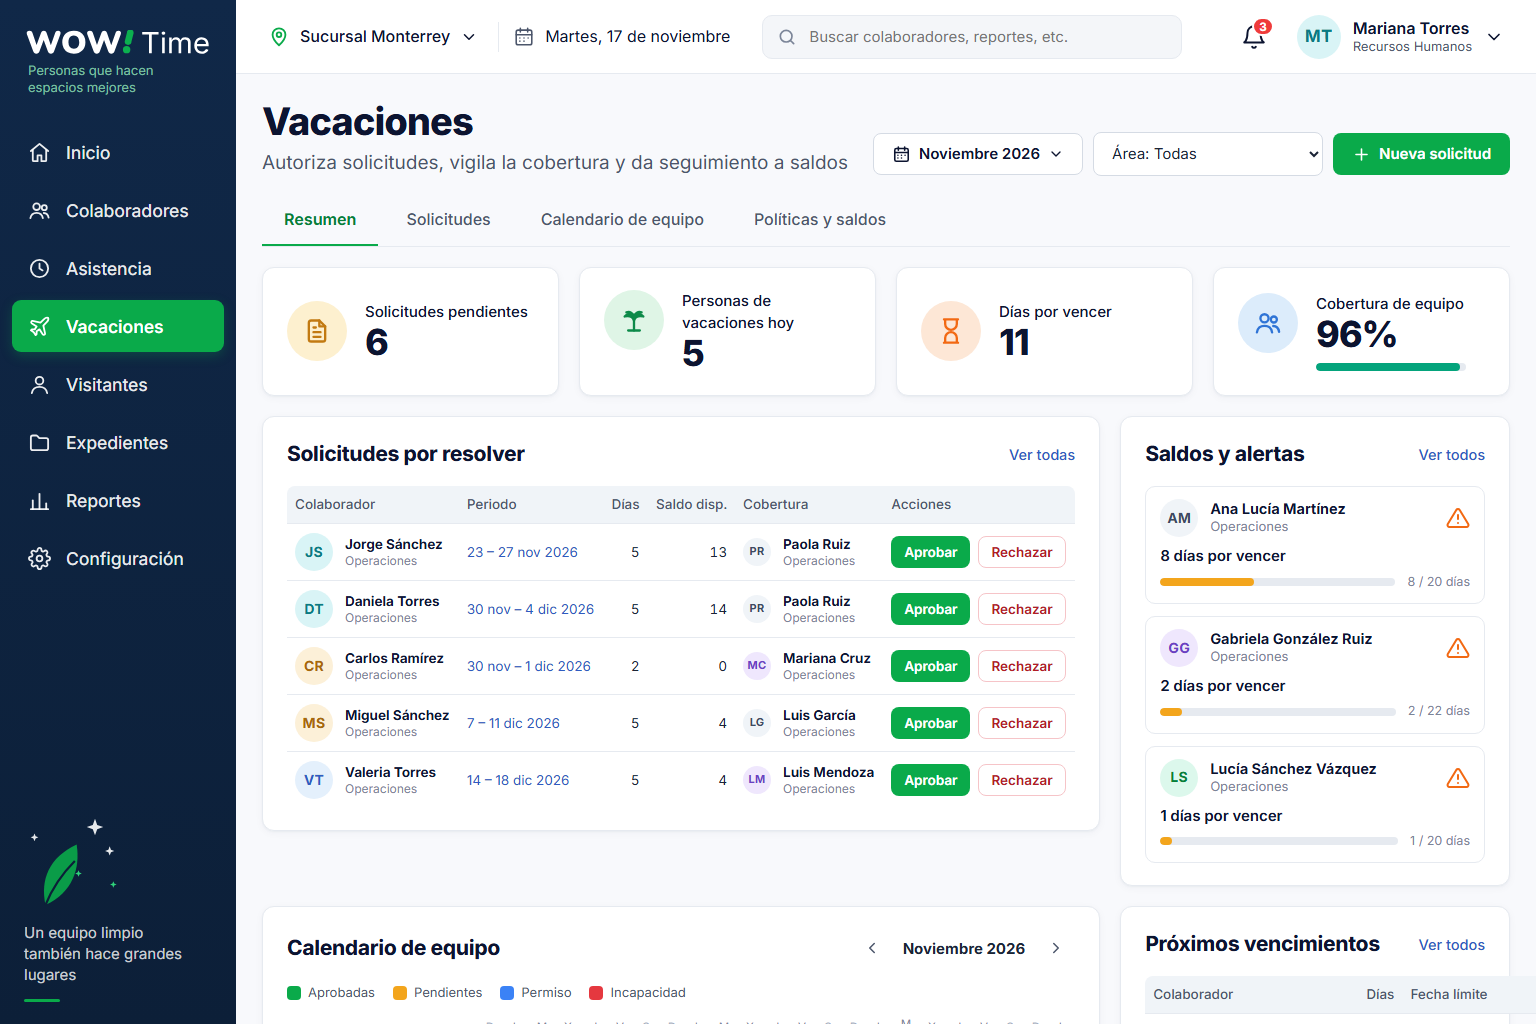 WOW! Time
Personas que hacen
espacios mejores
Inicio
Colaboradores
Asistencia
Vacaciones
Visitantes
Expedientes
Reportes
Configuración
Un equipo limpio
también hace grandes
lugares
Sucursal Monterrey
Martes, 17 de noviembre
Buscar colaboradores, reportes, etc.
3
MT
Mariana Torres
Recursos Humanos
Vacaciones
Autoriza solicitudes, vigila la cobertura y da seguimiento a saldos
Noviembre 2026
Área: Todas
Nueva solicitud
Resumen Solicitudes Calendario de equipo Políticas y saldos
Solicitudes pendientes
6
Personas de
vacaciones hoy
5
Días por vencer
11
Cobertura de equipo
96%
Solicitudes por resolver
Ver todas
Colaborador Periodo Días Saldo disp. Cobertura Acciones
JS Jorge Sánchez 23 – 27 nov 2026 5 13 PR Paola Ruiz Aprobar Rechazar
Operaciones Operaciones
DT Daniela Torres 30 nov – 4 dic 2026 5 14 PR Paola Ruiz Aprobar Rechazar
Operaciones Operaciones
CR Carlos Ramírez 30 nov – 1 dic 2026 2 0 MC Mariana Cruz Aprobar Rechazar
Operaciones Operaciones
MS Miguel Sánchez 7 – 11 dic 2026 5 4 LG Luis García Aprobar Rechazar
Operaciones Operaciones
VT Valeria Torres 14 – 18 dic 2026 5 4 LM Luis Mendoza Aprobar Rechazar
Operaciones Operaciones
Saldos y alertas
Ver todos
AM Ana Lucía Martínez
Operaciones
8 días por vencer
8 / 20 días
GG Gabriela González Ruiz
Operaciones
2 días por vencer
2 / 22 días
LS Lucía Sánchez Vázquez
Operaciones
1 días por vencer
1 / 20 días
Calendario de equipo
Noviembre 2026
Aprobadas Pendientes Permiso Incapacidad
Próximos vencimientos
Ver todos
Colaborador Días Fecha límite